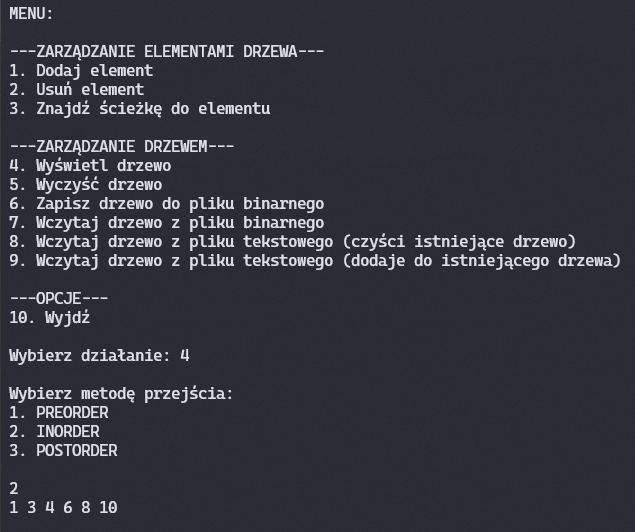 MENU:
---ZARZĄDZANIE ELEMENTAMI DRZEWA---
1. Dodaj element
2. Usuń element
3. Znajdź ścieżkę do elementu
---ZARZĄDZANIE DRZEWEM---
4. Wyświetl drzewo
5. Wyczyść drzewo
6. Zapisz drzewo do pliku binarnego
7. Wczytaj drzewo z pliku binarnego
8. Wczytaj drzewo z pliku tekstowego (czyści istniejące drzewo)
9. Wczytaj drzewo z pliku tekstowego (dodaje do istniejącego drzewa)
---OPCJE---
10. Wyjdź
Wybierz działanie: 4
Wybierz metodę przejścia:
1. PREORDER
2. INORDER
3. POSTORDER
2
1 3 4 6 8 10